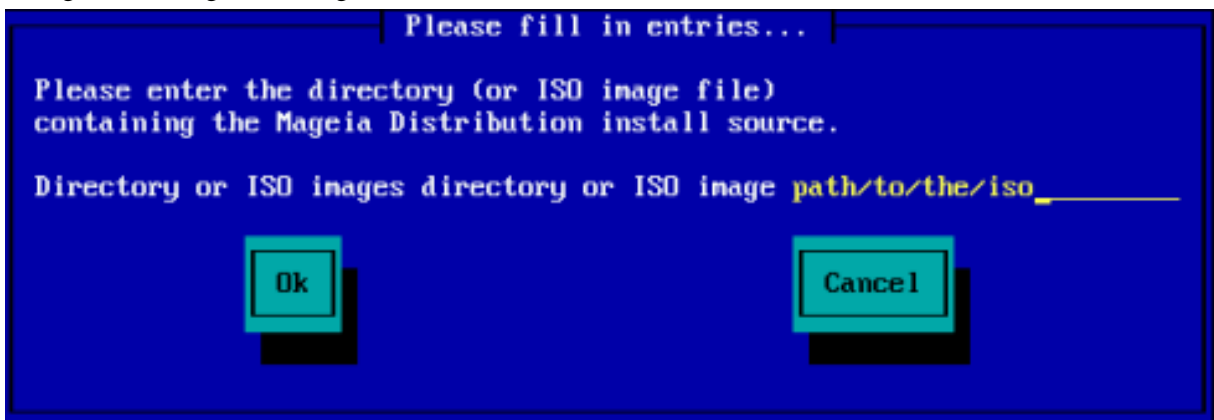 Please fill in entries...
Please enter the directory (or ISO image file)
containing the Mageia Distribution install source.
Directory or ISO images directory or ISO image path/to/the/iso
Ok
Cancel